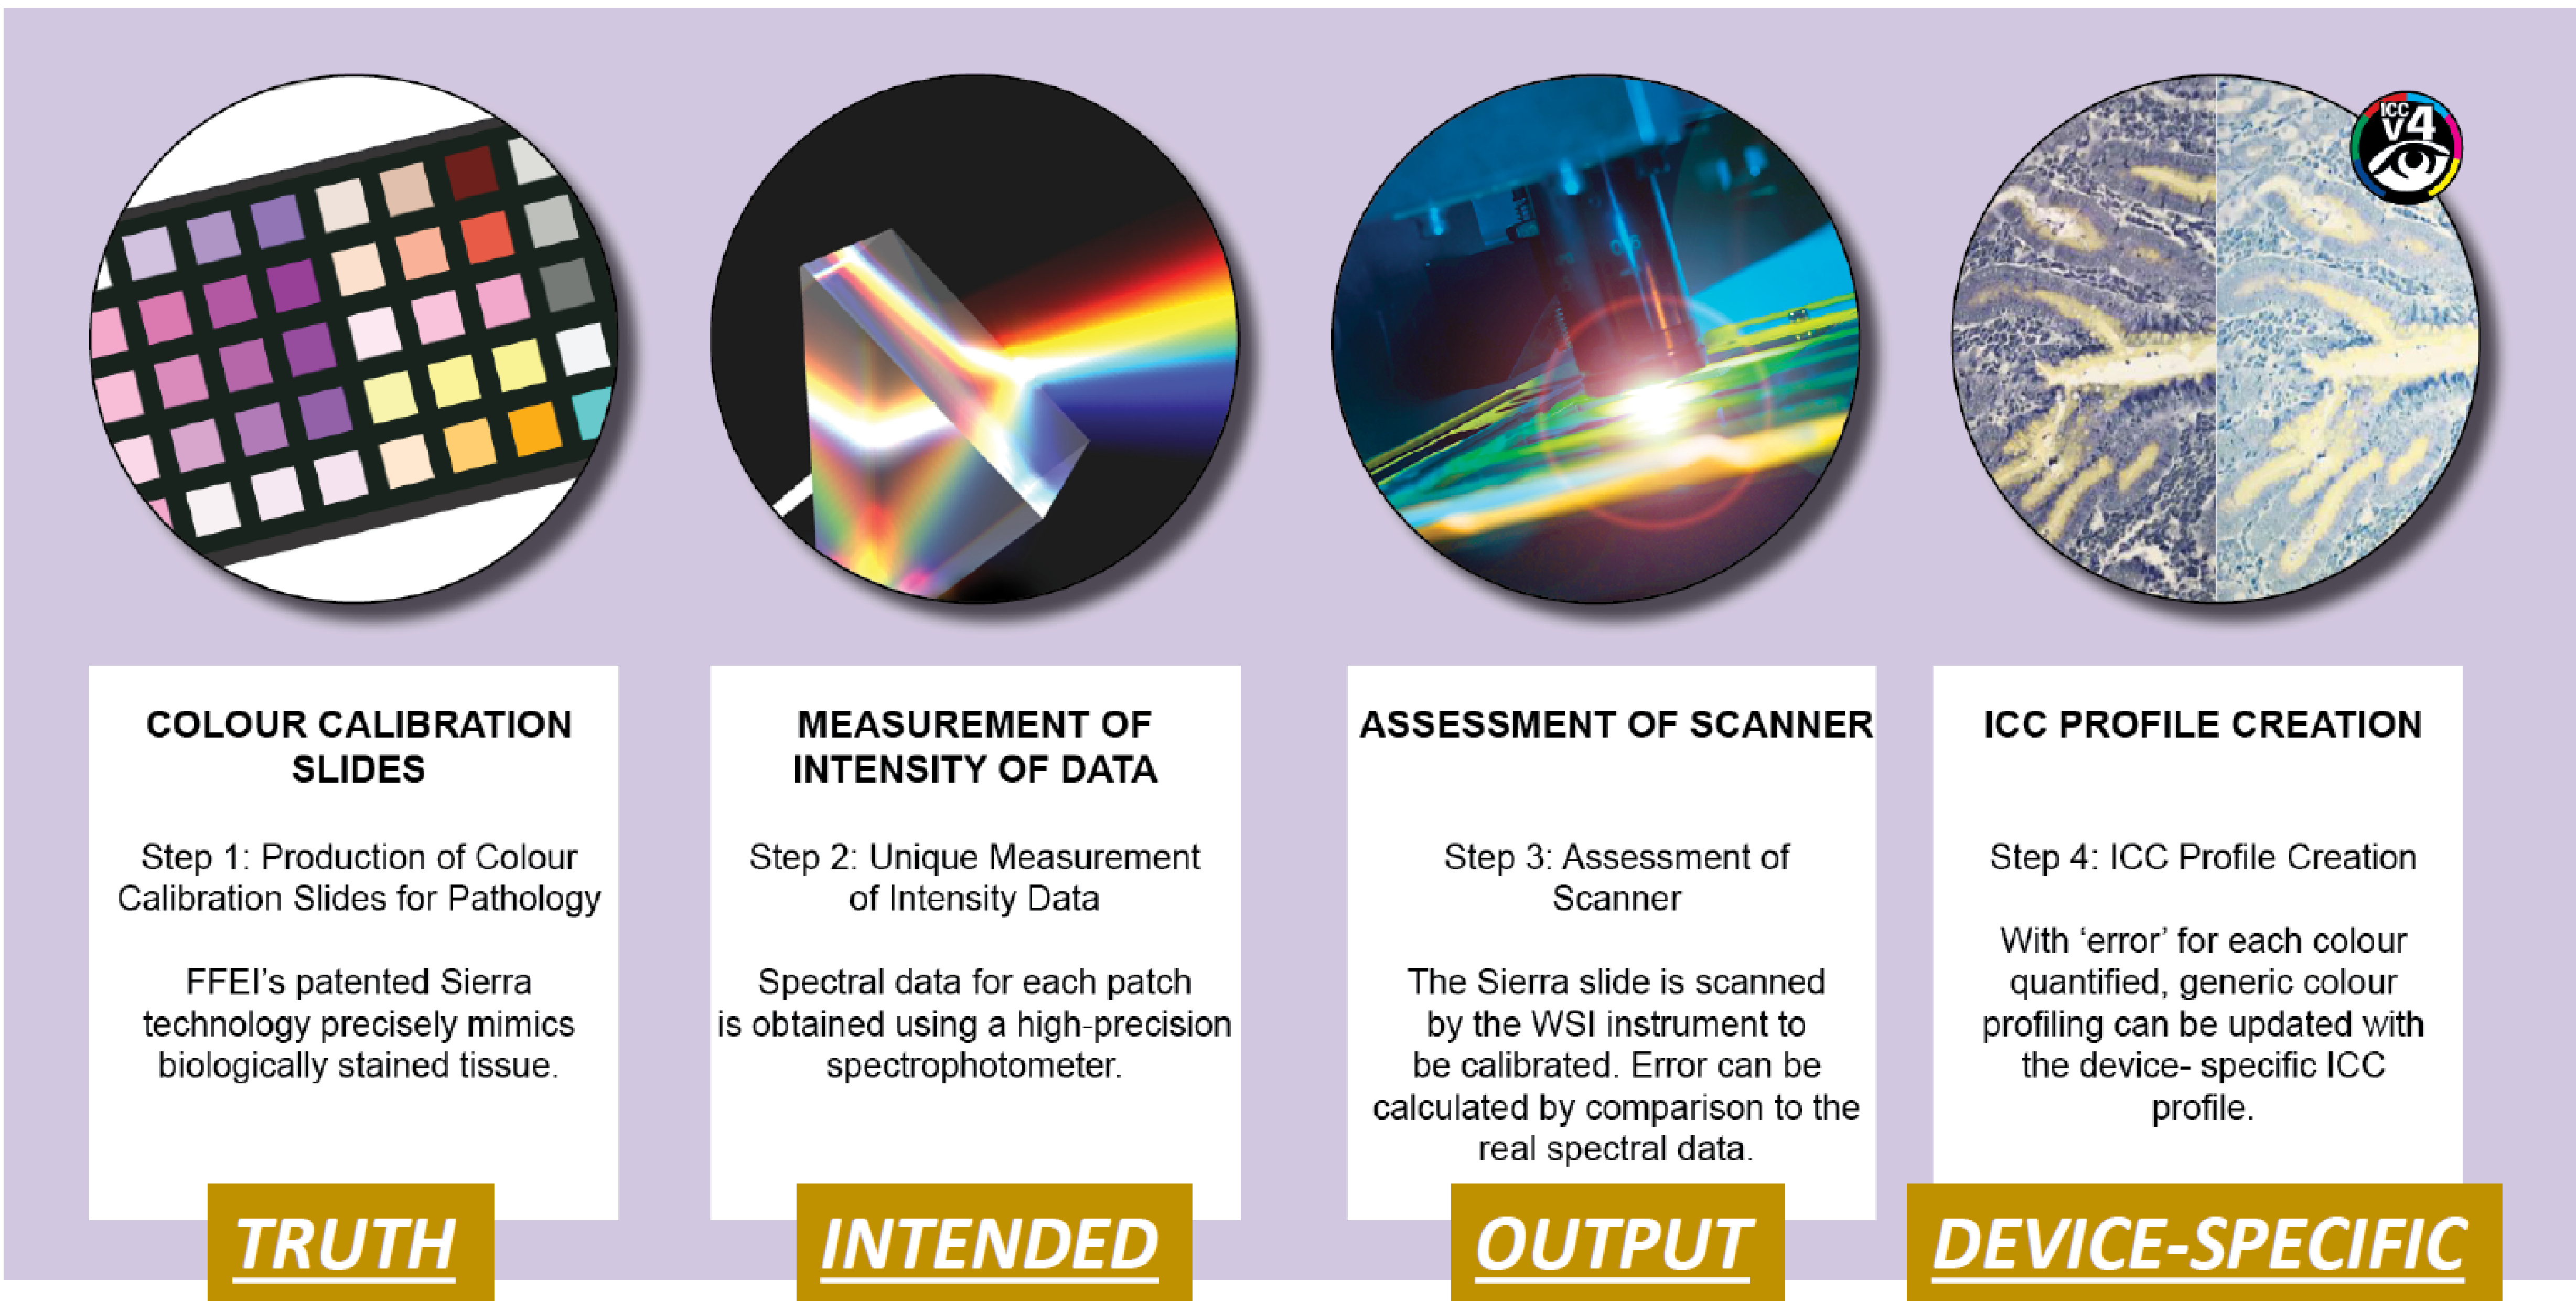 ICC
V4
COLOUR CALIBRATION
SLIDES
Step 1: Production of Colour
Calibration Slides for Pathology
FFEI's patented Sierra
technology precisely mimics
biologically stained tissue.
TRUTH
MEASUREMENT OF
INTENSITY OF DATA
Step 2: Unique Measurement
of Intensity Data
Spectral data for each patch
is obtained using a high-precision
spectrophotometer.
INTENDED
ASSESSMENT OF SCANNER
Step 3: Assessment of
Scanner
The Sierra slide is scanned
by the WSI instrument to
be calibrated. Error can be
calculated by comparison to the
real spectral data.
OUTPUT
ICC PROFILE CREATION
Step 4: ICC Profile Creation
With ‘error’ for each colour
quantified, generic colour
profiling can be updated with
the device- specific ICC
profile.
DEVICE-SPECIFIC